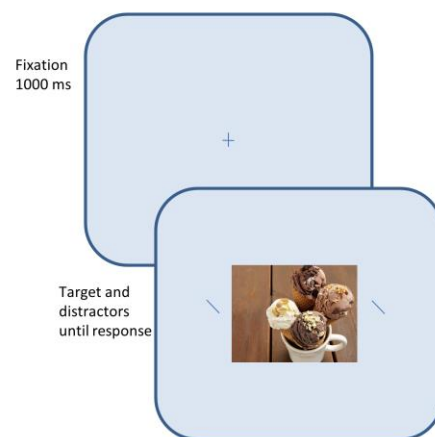 Fixation
1000 ms
Target and
distractors
until response